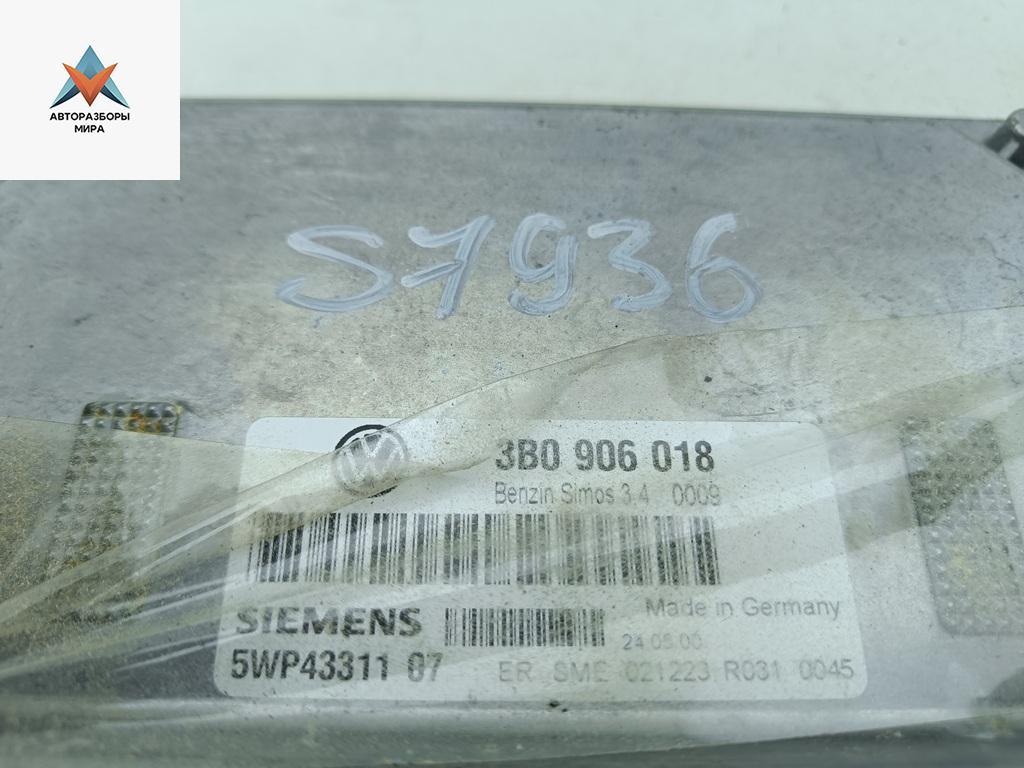 АВТОРАЗБОРЫ
МИРА
S7936
3B0 906 018
Benzin Simos 3.4 0009
Made in Germany
SIEMENS
24 05 00
5WP43311 07
ER SME 021223 R031 0045